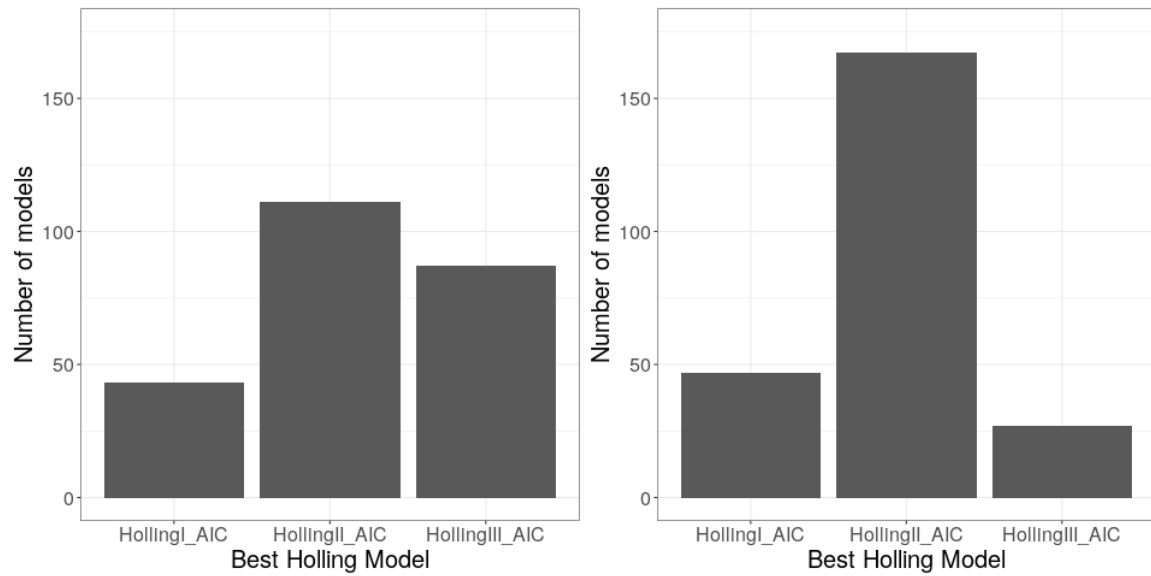 Number of models
150
100
50
0
HollingI_AIC HollingII_AIC HollingIII_AIC
Best Holling Model
Number of models
150
100
50
0
HollingI_AIC HollingII_AIC HollingIII_AIC
Best Holling Model